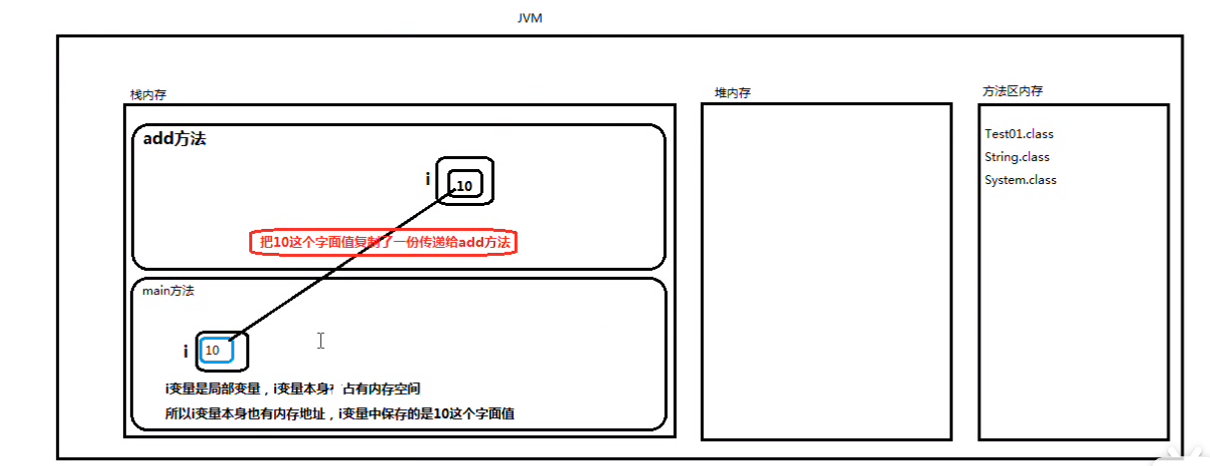 JVM
栈内存
add方法
i
10
把10这个字面值复制了一份传递给add方法
main方法
i
10
i变量是局部变量，i变量本身？占有内存空间
所以i变量本身也有内存地址，i变量中保存的是10这个字面值
堆内存
方法区内存
Test01.class
String.class
System.class